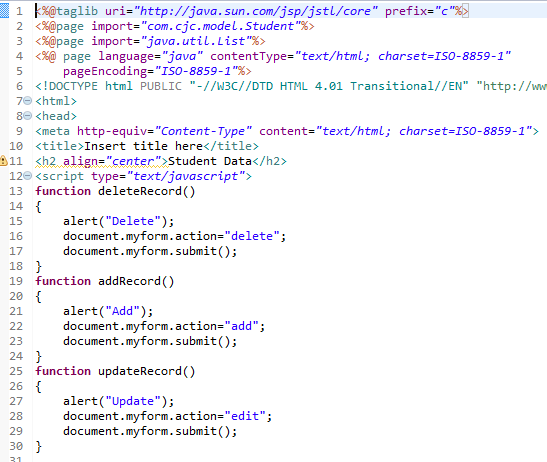 1 <%@taglib uri="http://java.sun.com/jsp/jstl/core" prefix="c"%>
2 <%@page import="com.cjc.model.Student"%>
3 <%@page import="java.util.List"%>
4 <%@ page language="java" contentType="text/html; charset=ISO-8859-1"
5     pageEncoding="ISO-8859-1"%>
6 <!DOCTYPE html PUBLIC "-//W3C//DTD HTML 4.01 Transitional//EN" "http://ww
7 <html>
8 <head>
9 <meta http-equiv="Content-Type" content="text/html; charset=ISO-8859-1">
10 <title>Insert title here</title>
11 <h2 align="center">Student Data</h2>
12 <script type="text/javascript">
13 function deleteRecord()
14 {
15     alert("Delete");
16     document.myform.action="delete";
17     document.myform.submit();
18 }
19 function addRecord()
20 {
21     alert("Add");
22     document.myform.action="add";
23     document.myform.submit();
24 }
25 function updateRecord()
26 {
27     alert("Update");
28     document.myform.action="edit";
29     document.myform.submit();
30 }
31